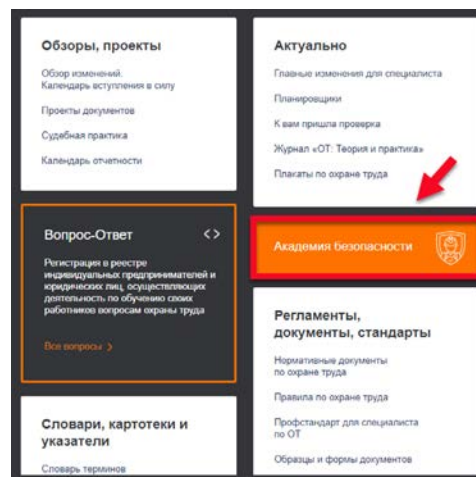 Обзоры, проекты
Обзор изменений.
Календарь вступления в силу
Проекты документов
Судебная практика
Календарь отчетности
Вопрос-Ответ
Регистрация в реестре
индивидуальных предпринимателей и
юридических лиц, осуществляющих
деятельность по обучению своих
работников вопросам охраны труда
Все вопросы
Словари, картотеки и
указатели
Словарь терминов
Актуально
Главные изменения для специалиста
Планировщики
К вам пришла проверка
Журнал «ОТ: Теория и практика»
Плакаты по охране труда
Академия безопасности
Регламенты,
документы, стандарты
Нормативные документы
по охране труда
Правила по охране труда
Профстандарт для специалиста
по ОТ
Образцы и формы документов